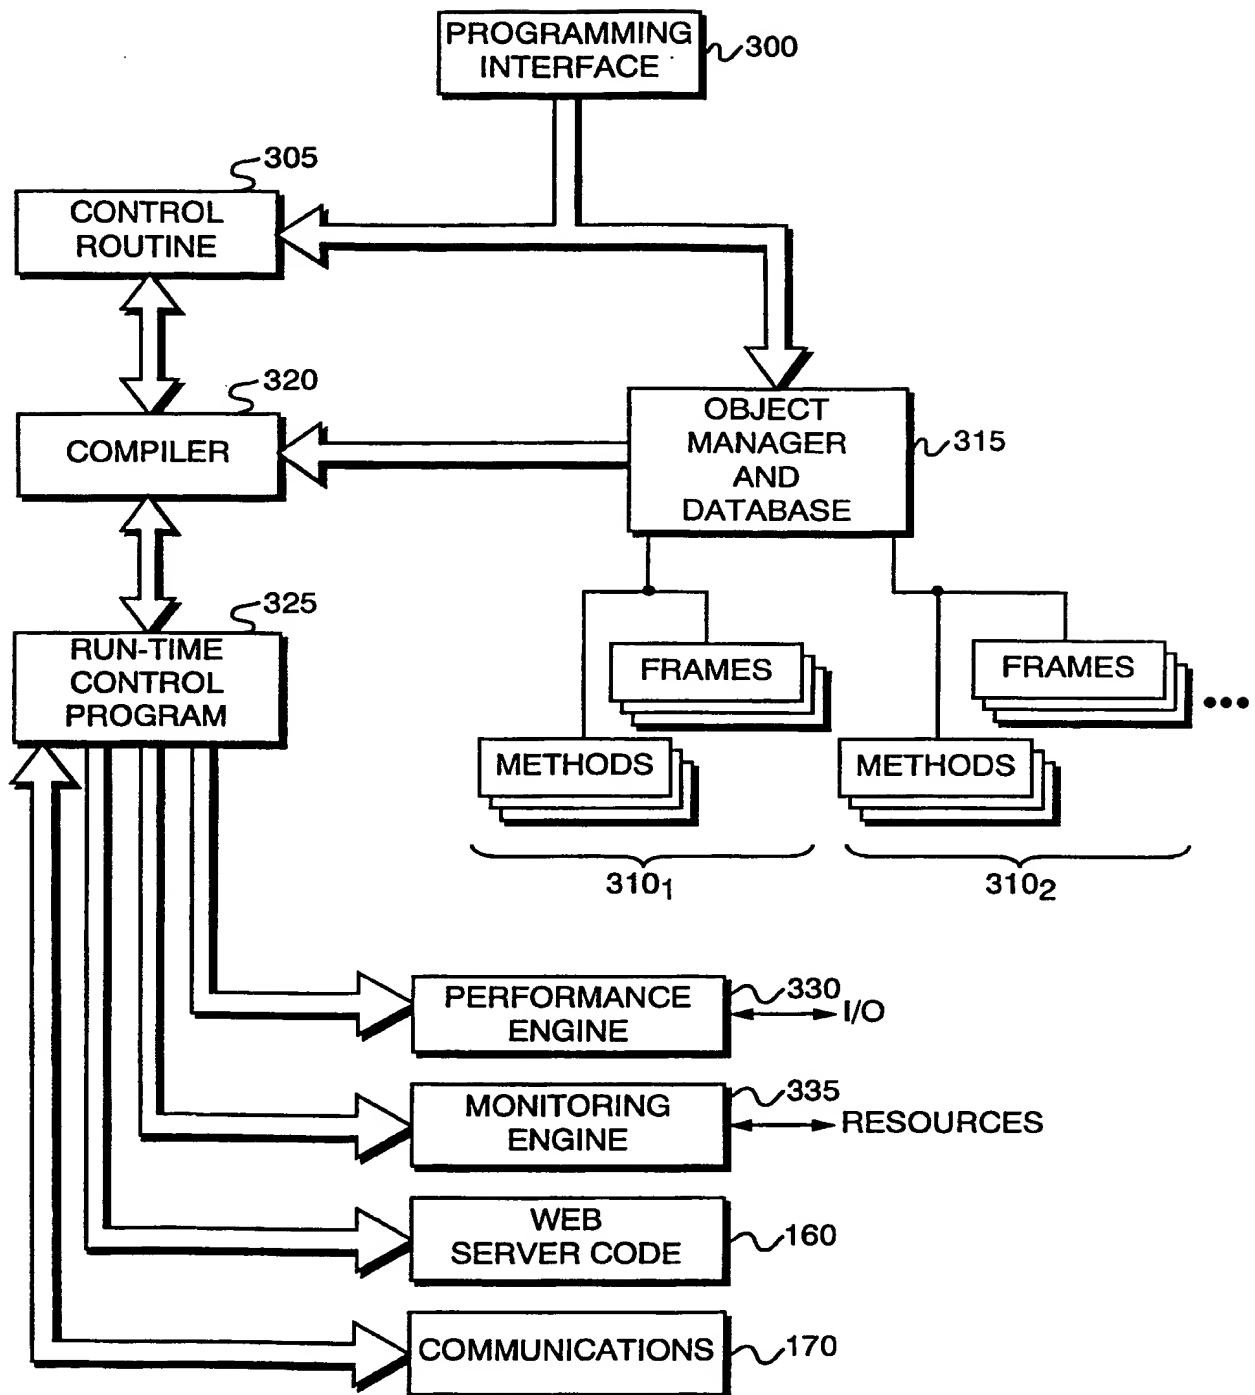 PROGRAMMING
INTERFACE
300
305
CONTROL
ROUTINE
320
COMPILER
OBJECT
MANAGER
AND
DATABASE
315
325
RUN-TIME
CONTROL
PROGRAM
FRAMES
METHODS
310₁
FRAMES
METHODS
310₂
•••
PERFORMANCE
ENGINE
330
I/O
MONITORING
ENGINE
335
RESOURCES
WEB
SERVER CODE
160
COMMUNICATIONS
170